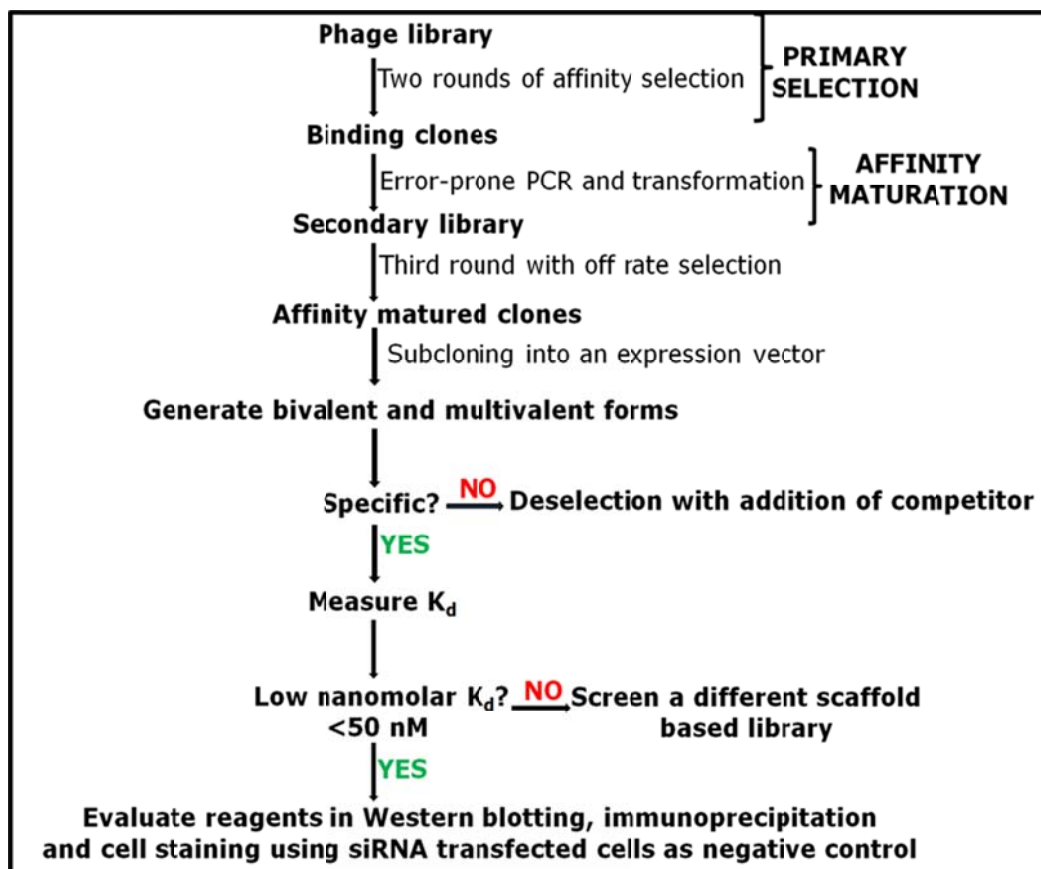 Phage library
Two rounds of affinity selection
PRIMARY
SELECTION
Binding clones
Error-prone PCR and transformation
AFFINITY
MATURATION
Secondary library
Third round with off rate selection
Affinity matured clones
Subcloning into an expression vector
Generate bivalent and multivalent forms
Specific? NO Deselection with addition of competitor
YES
Measure Kd
Low nanomolar Kd? NO Screen a different scaffold
<50 nM based library
YES
Evaluate reagents in Western blotting, immunoprecipitation
and cell staining using siRNA transfected cells as negative control